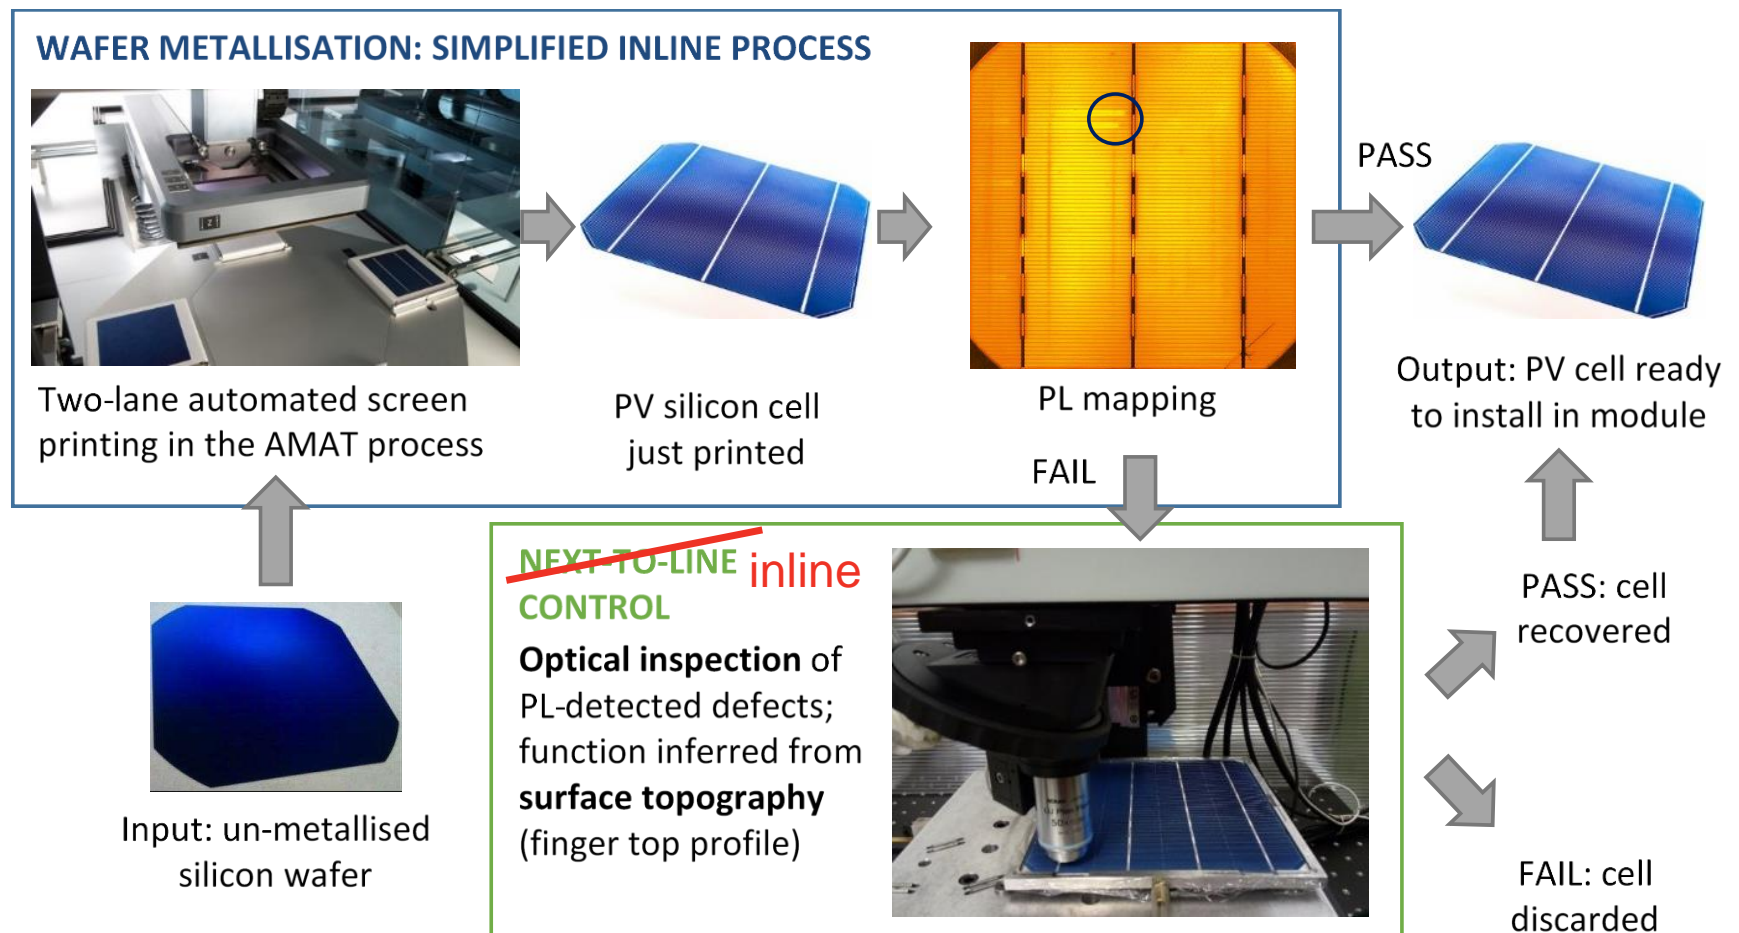 WAFER METALLISATION: SIMPLIFIED INLINE PROCESS
Two-lane automated screen
printing in the AMAT process
PV silicon cell
just printed
PL mapping
PASS
Output: PV cell ready
to install in module
FAIL
Input: un-metallised
silicon wafer
NEXT-TO-LINE inline
CONTROL
Optical inspection of
PL-detected defects;
function inferred from
surface topography
(finger top profile)
PASS: cell
recovered
FAIL: cell
discarded